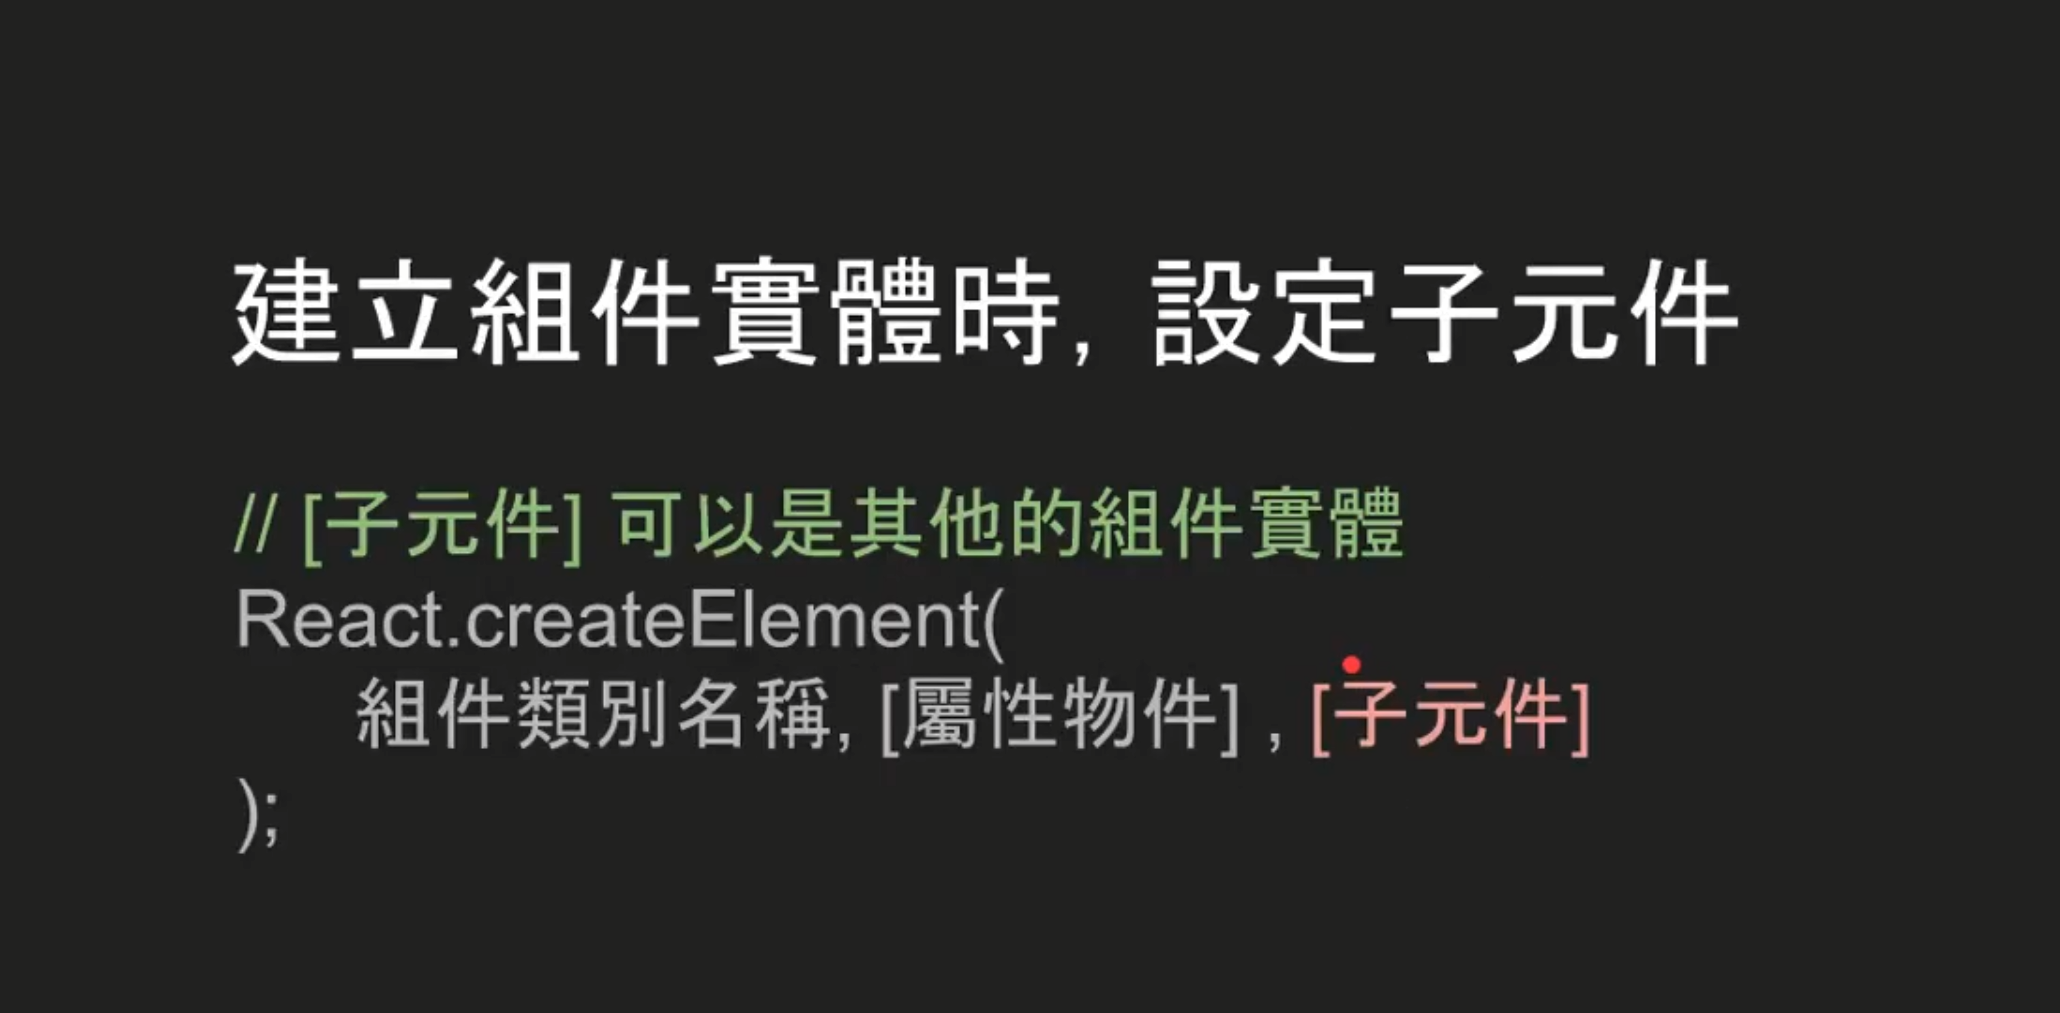 建立組件實體時，設定子元件
// [子元件] 可以是其他的組件實體
React.createElement(
組件類別名稱, [屬性物件] , [子元件]
);